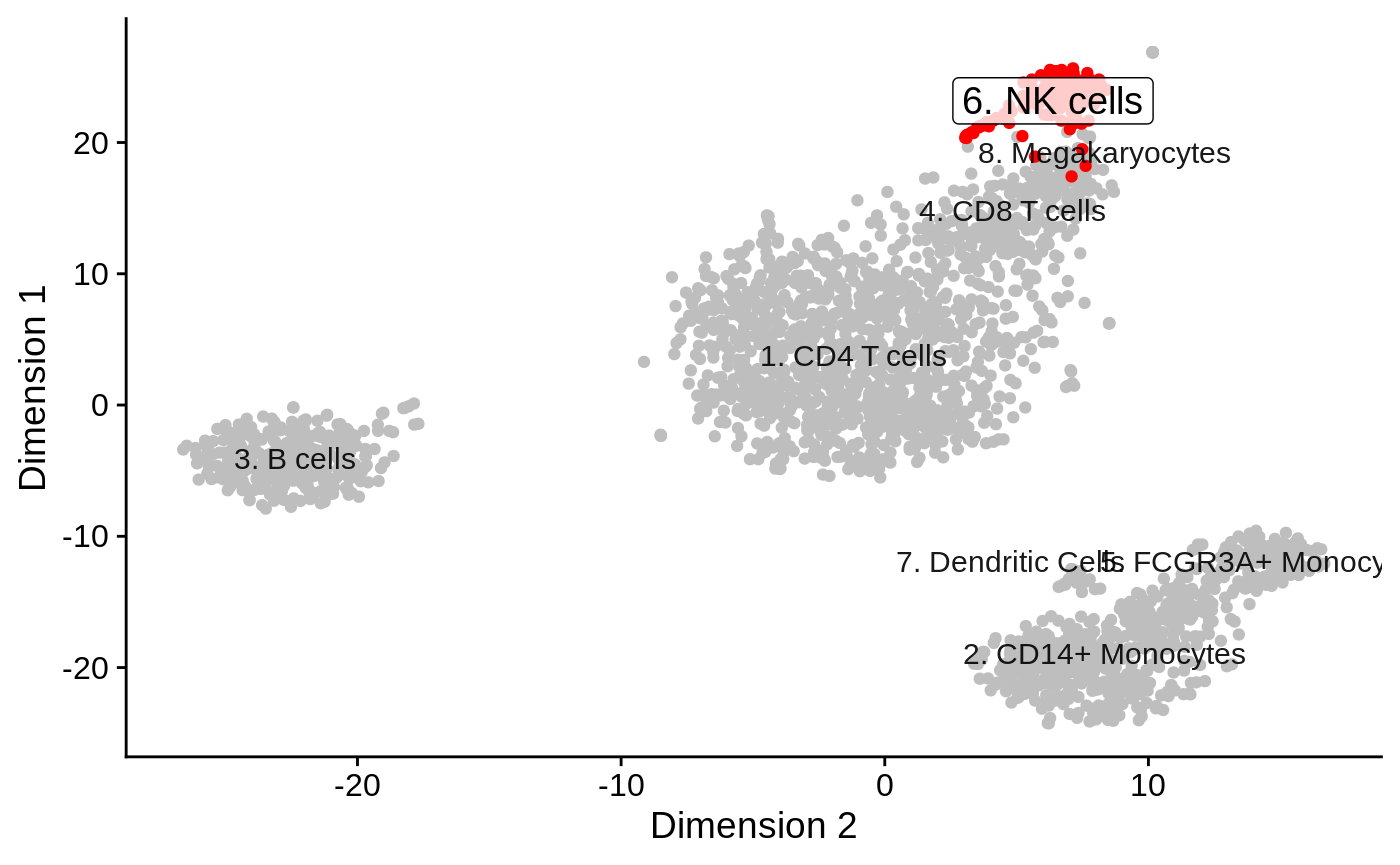 6. NK cells
20
8. Megakaryocytes
4. CD8 T cells
10
Dimension 1
1. CD4 T cells
0
3. B cells
-10
7. Dendritic Cells
5. FCGR3A+ Monocy
2. CD14+ Monocytes
-20
-20
-10
0
10
Dimension 2